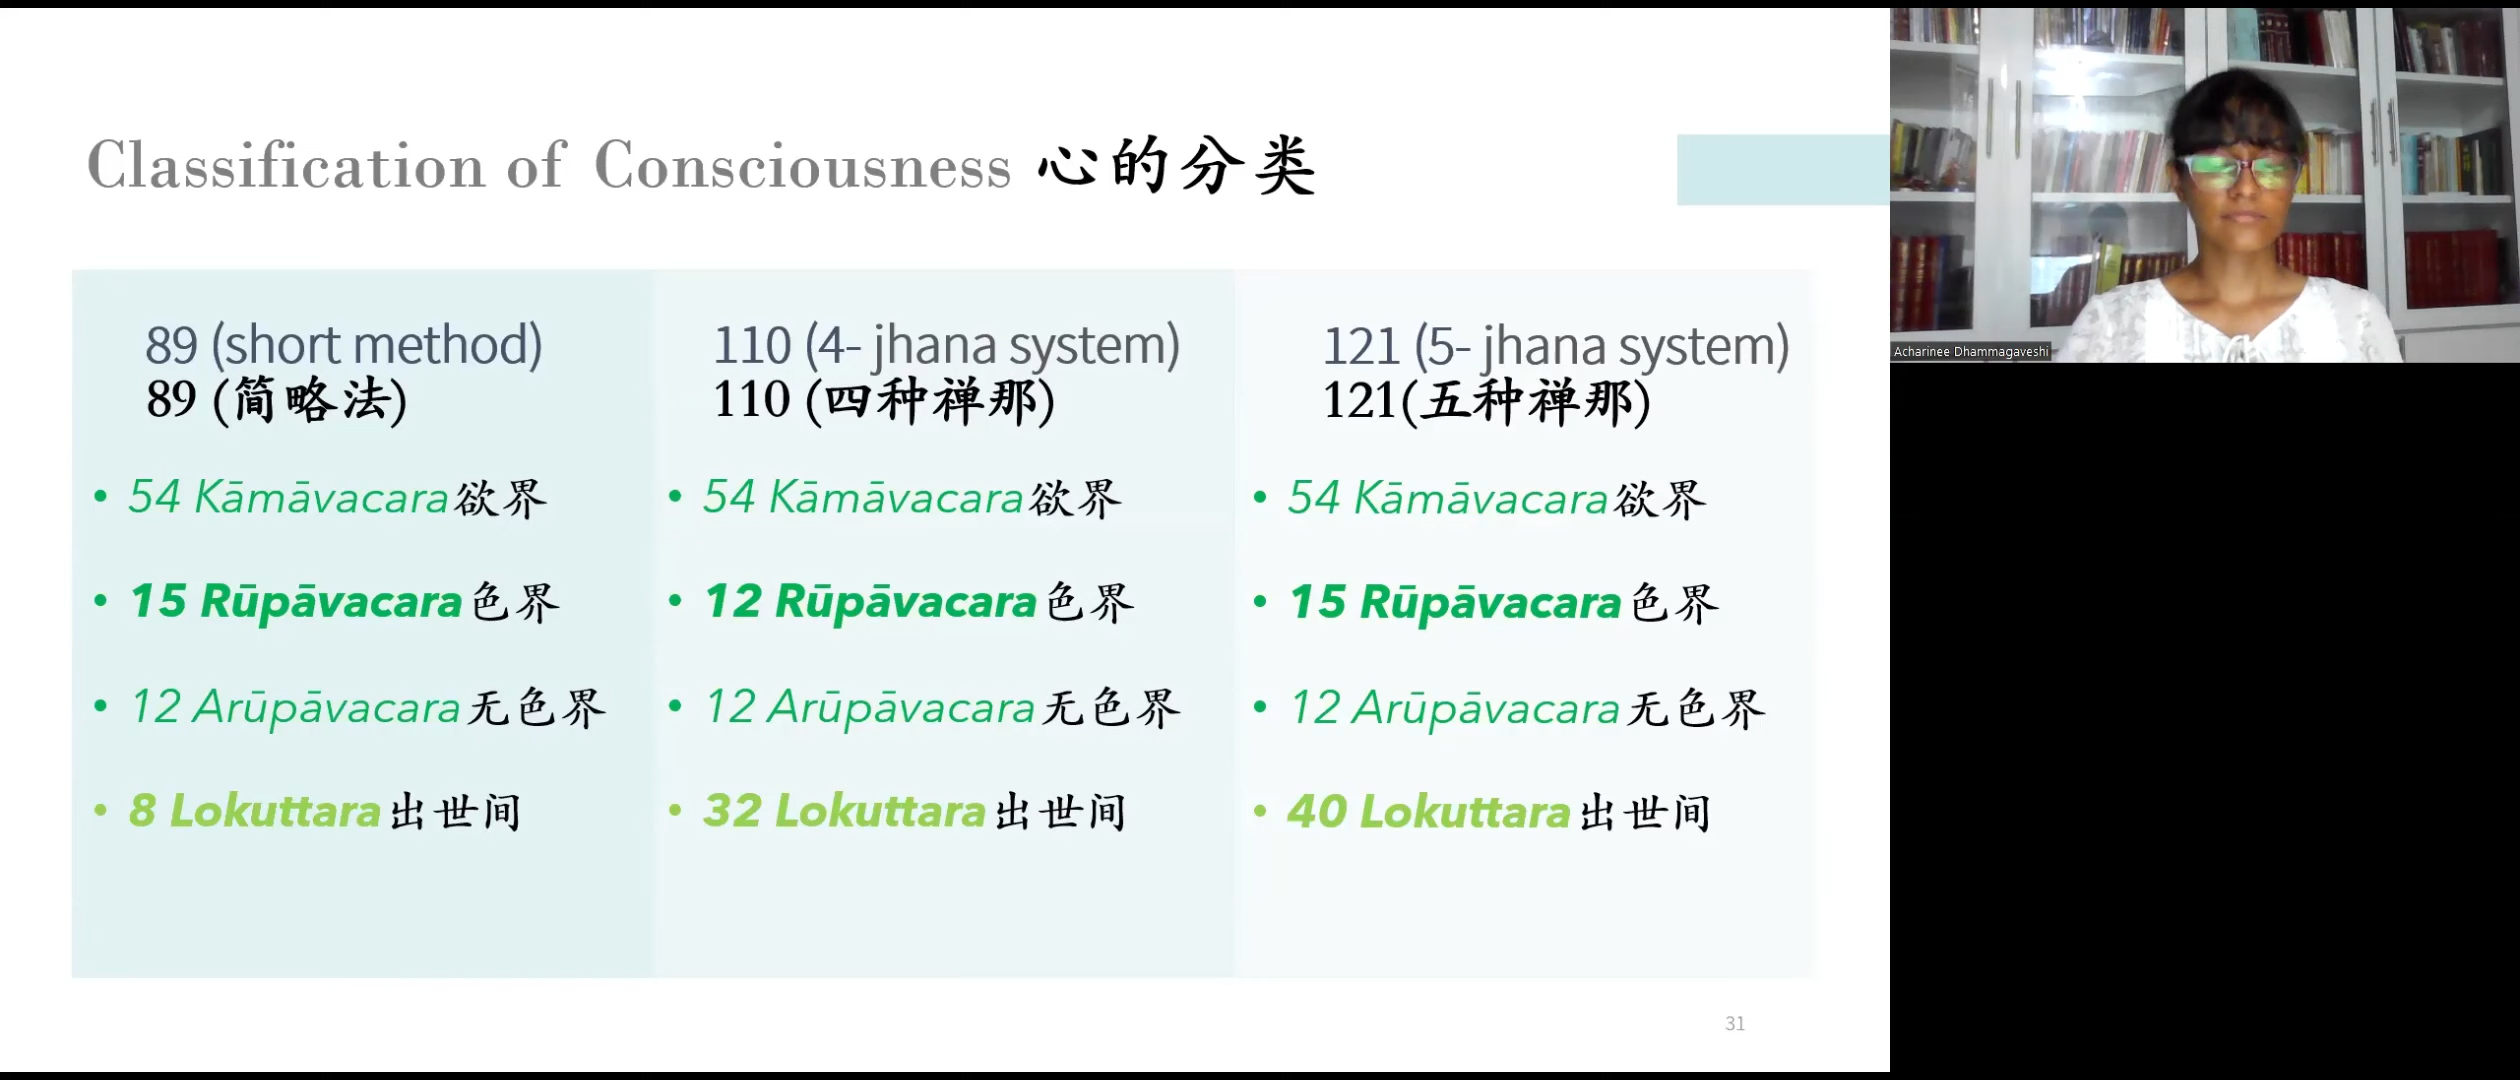 Classification of Consciousness 心的分类
89 (short method)
89 (简略法)
• 54 Kāmāvacara欲界
• 15 Rūpāvacara色界
• 12 Arūpāvacara无色界
• 8 Lokuttara出世间
110 (4- jhana system)
110 (四种禅那)
• 54 Kāmāvacara欲界
• 12 Rūpāvacara色界
• 12 Arūpāvacara无色界
• 32 Lokuttara出世间
121 (5- jhana system)
121(五种禅那)
• 54 Kāmāvacara欲界
• 15 Rūpāvacara色界
• 12 Arūpāvacara无色界
• 40 Lokuttara出世间
31
Acharinee Dhammagaveshi